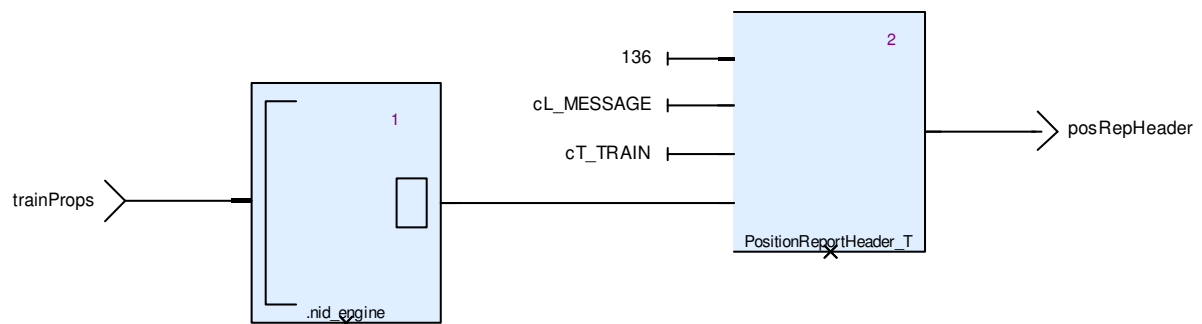 trainProps
1
.nid_engine
136
cL_MESSAGE
cT_TRAIN
2
PositionReportHeader_T
posRepHeader